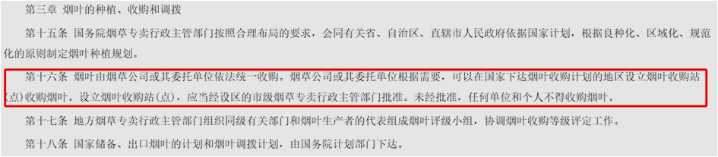 第三章 烟叶的种植、收购和调拨
第十五条 国务院烟草专卖行政主管部门按照合理布局的要求，会同有关省、自治区、直辖市人民政府依据国家计划，根据良种化、区域化、规范
化的原则制定烟叶种植规划。
第十六条 烟叶由烟草公司或其委托单位依法统一收购。烟草公司或其委托单位根据需要，可以在国家下达烟叶收购计划的地区设立烟叶收购站
(点)收购烟叶。设立烟叶收购站(点)，应当经设区的市级烟草专卖行政主管部门批准。未经批准，任何单位和个人不得收购烟叶。
第十七条 地方烟草专卖行政主管部门组织同级有关部门和烟叶生产者的代表组成烟叶评级小组，协调烟叶收购等级评定工作。
第十八条 国家储备、出口烟叶的计划和烟叶调拨计划，由国务院计划部门下达。